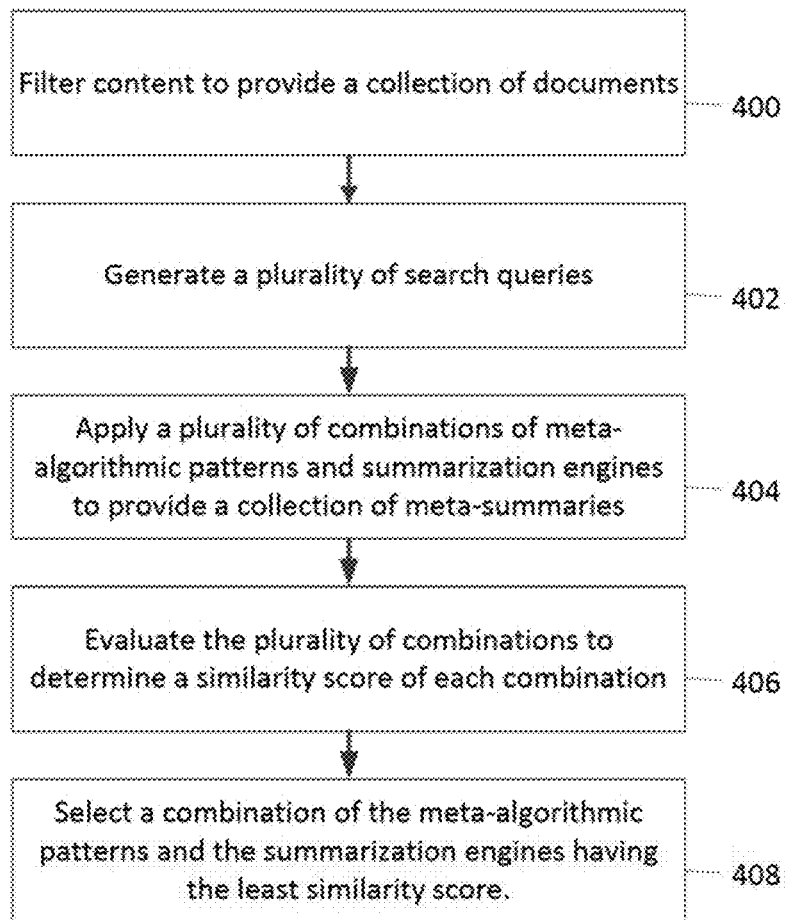 Filter content to provide a collection of documents
400
Generate a plurality of search queries
402
Apply a plurality of combinations of meta-
algorithmic patterns and summarization engines
to provide a collection of meta-summaries
404
Evaluate the plurality of combinations to
determine a similarity score of each combination
406
Select a combination of the meta-algorithmic
patterns and the summarization engines having
the least similarity score.
408